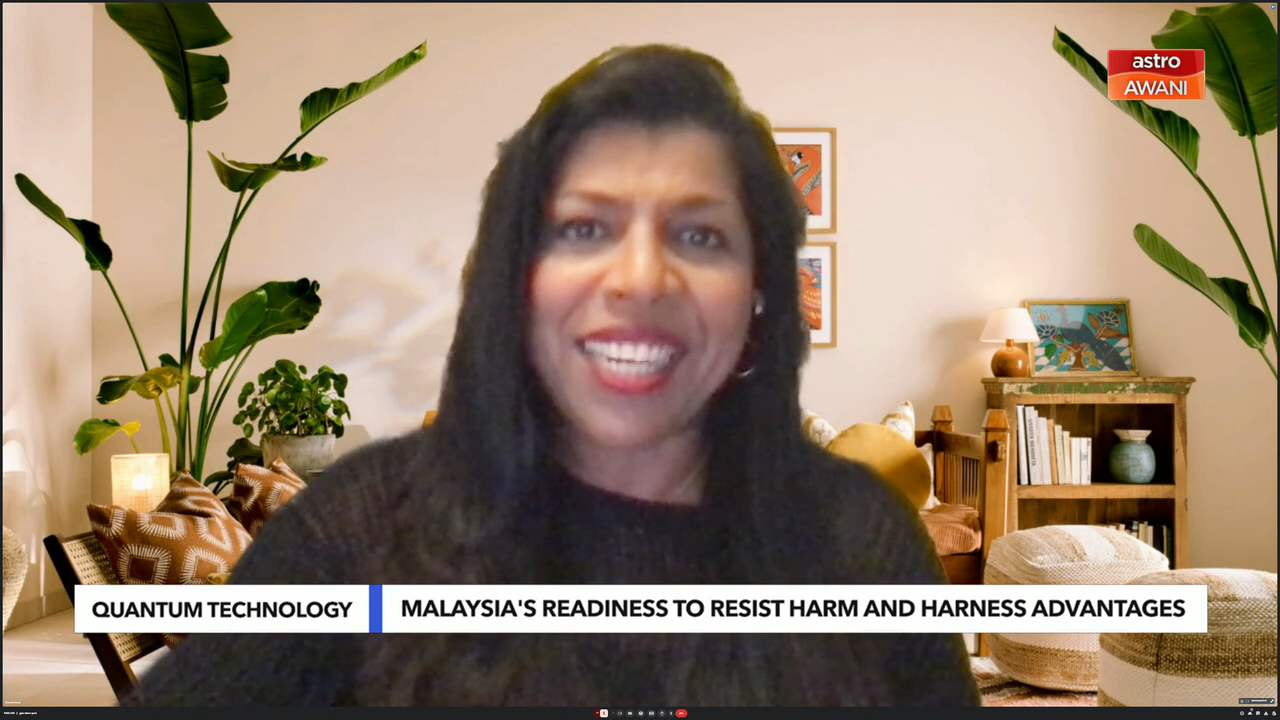 astro
AWANI
QUANTUM TECHNOLOGY
MALAYSIA'S READINESS TO RESIST HARM AND HARNESS ADVANTAGES